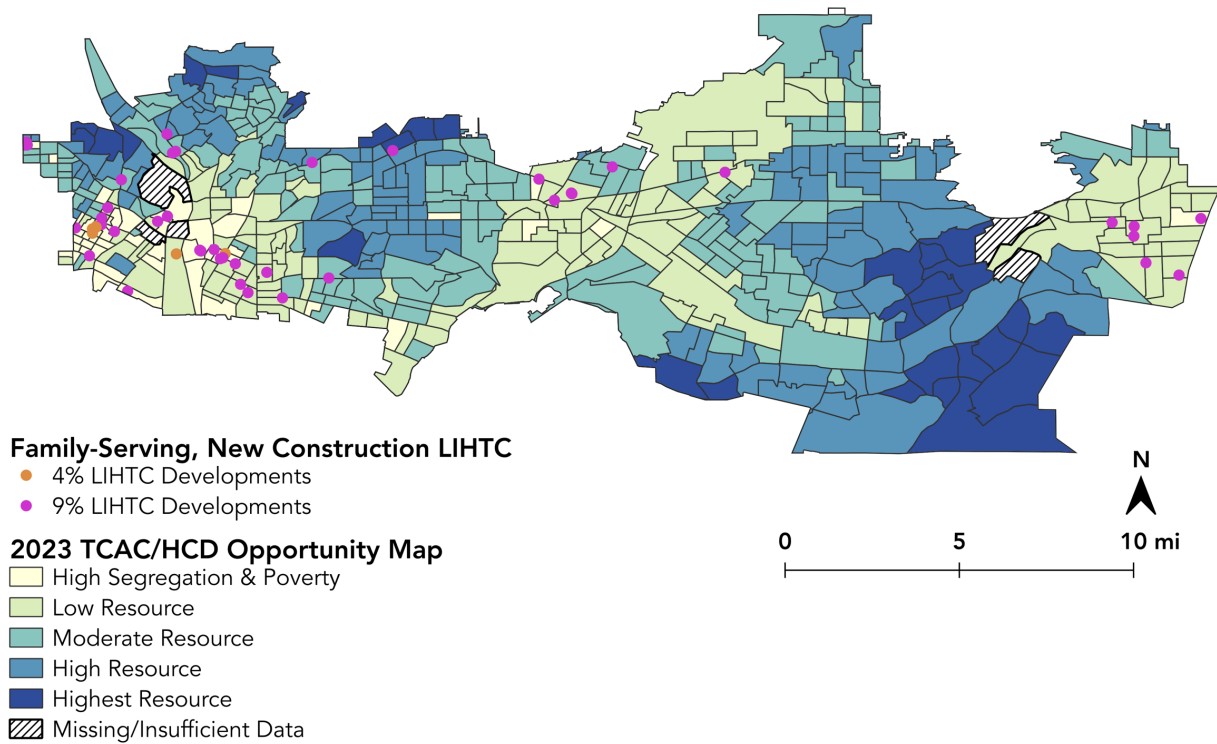 Family-Serving, New Construction LIHTC
4% LIHTC Developments
9% LIHTC Developments
2023 TCAC/HCD Opportunity Map
High Segregation & Poverty
Low Resource
Moderate Resource
High Resource
Highest Resource
Missing/Insufficient Data
N
0 5 10 mi